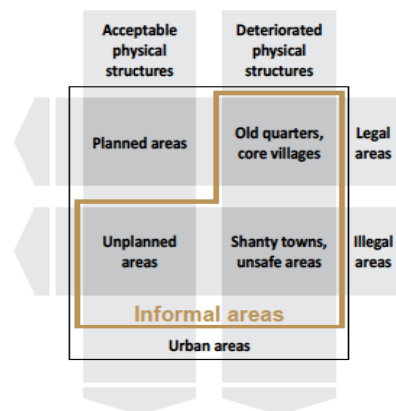 Acceptable
physical
structures
Deteriorated
physical
structures
Planned areas
Old quarters,
core villages
Legal
areas
Unplanned
areas
Shanty towns,
unsafe areas
Illegal
areas
Informal areas
Urban areas